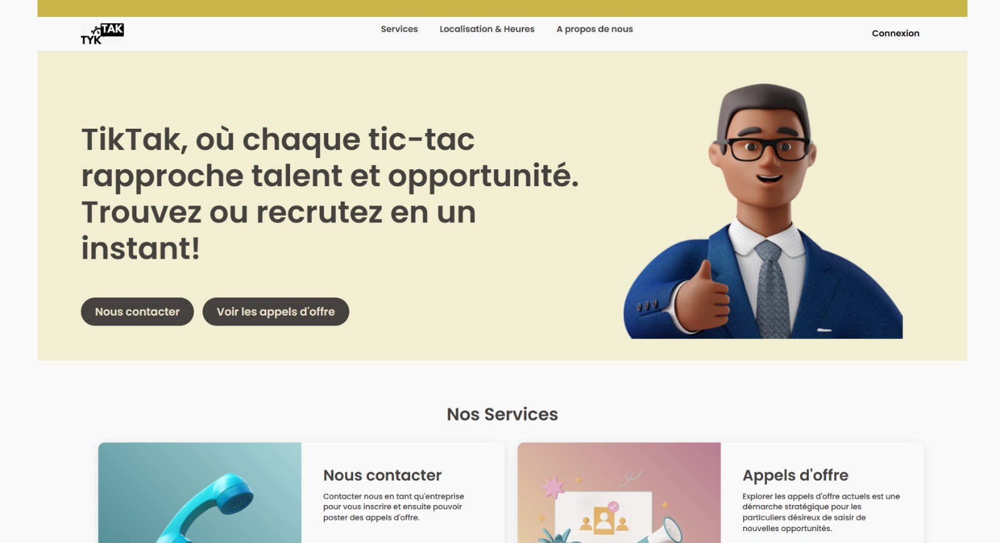 TYK TAK
Services
Localisation & Heures
A propos de nous
Connexion
TikTak, où chaque tic-tac
rapproche talent et opportunité.
Trouvez ou recrutez en un
instant!
Nous contacter
Voir les appels d'offre
Nos Services
Nous contacter
Contacter nous en tant qu'entreprise
pour vous inscrire et ensuite pouvoir
poster des appels d'offre.
Appels d'offre
Explorer les appels d'offre actuels est une
démarche stratégique pour les
particuliers désireux de saisir de
nouvelles opportunités.